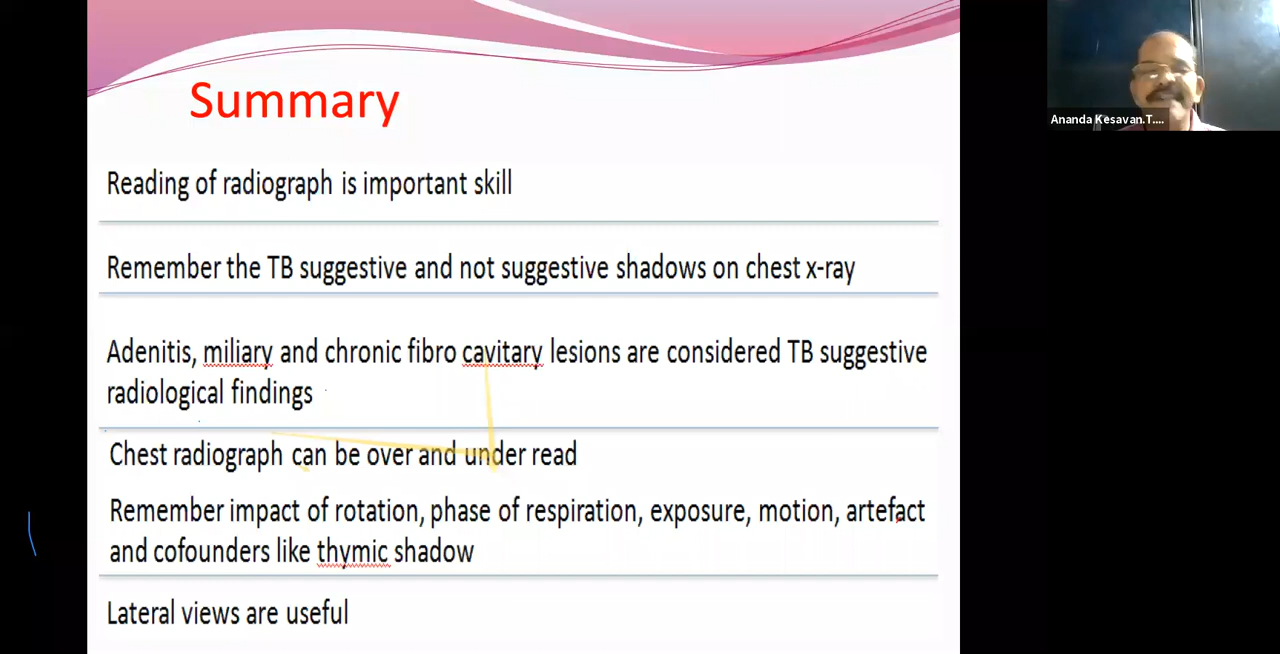 Summary
Ananda Kesavan.T....
Reading of radiograph is important skill
Remember the TB suggestive and not suggestive shadows on chest x-ray
Adenitis, miliary and chronic fibro cavitary lesions are considered TB suggestive
radiological findings
Chest radiograph can be over and under read
Remember impact of rotation, phase of respiration, exposure, motion, artefact
and cofounders like thymic shadow
Lateral views are useful